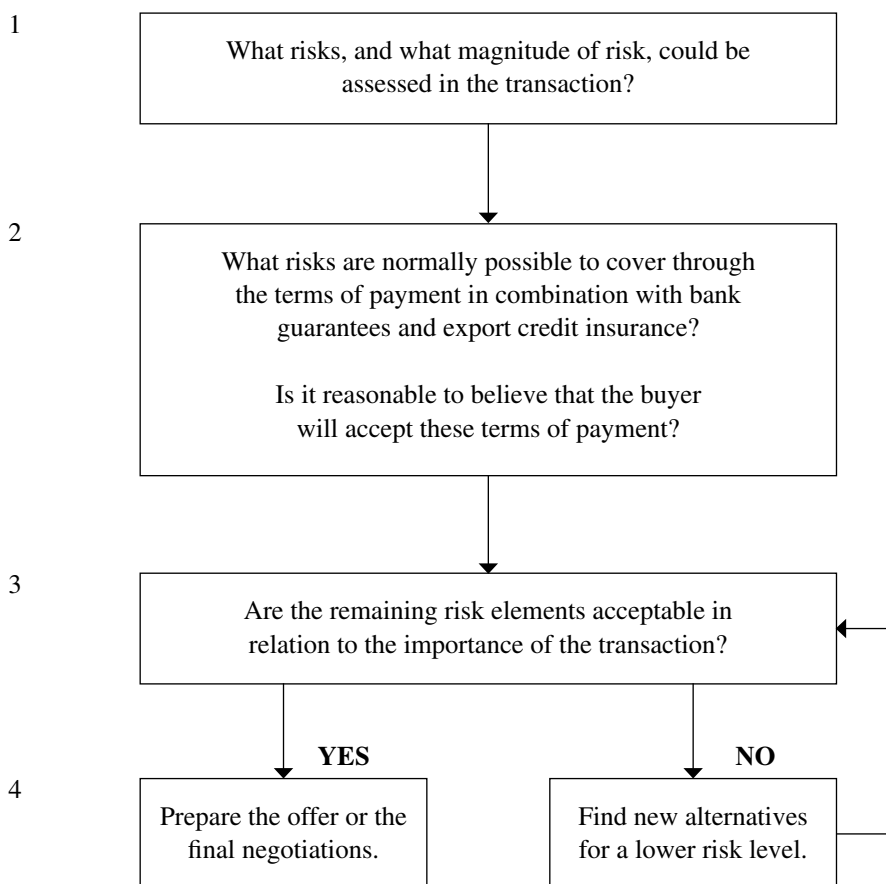 1
What risks, and what magnitude of risk, could be
assessed in the transaction?
2
What risks are normally possible to cover through
the terms of payment in combination with bank
guarantees and export credit insurance?
Is it reasonable to believe that the buyer
will accept these terms of payment?
3
Are the remaining risk elements acceptable in
relation to the importance of the transaction?
YES
NO
4
Prepare the offer or the
final negotiations.
Find new alternatives
for a lower risk level.